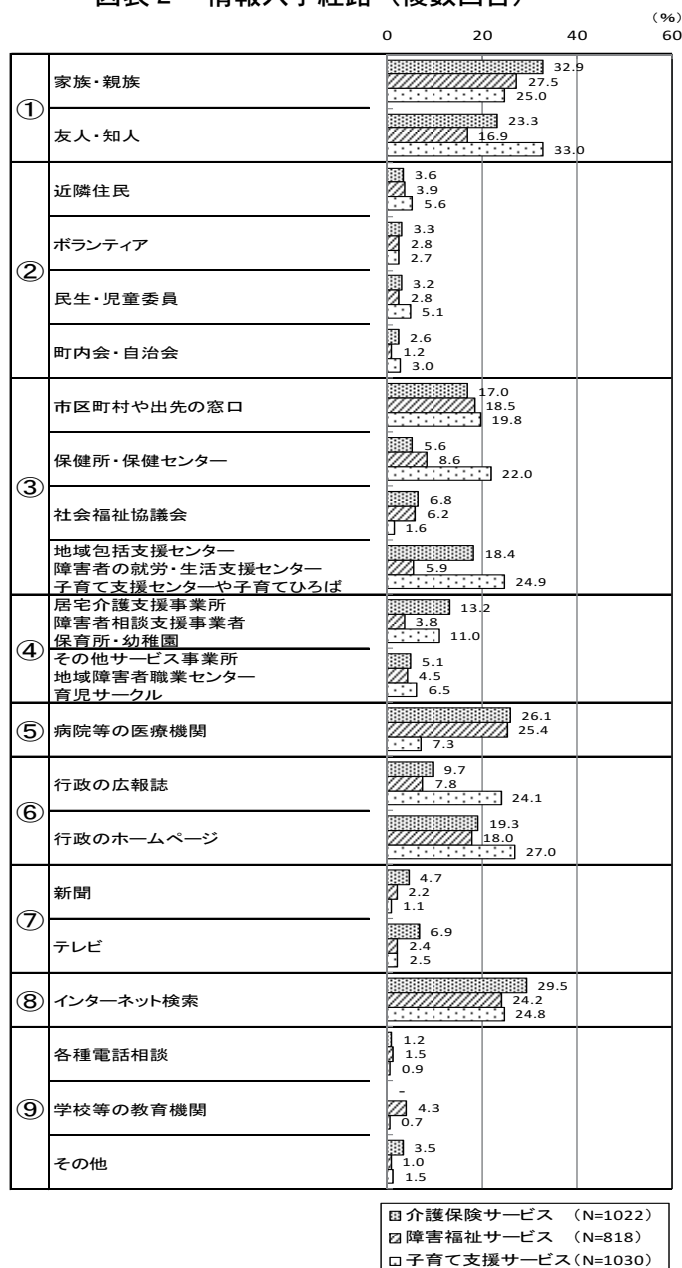 図表2 情報入手経路（複数回答）
（%）
0 20 40 60
①
家族・親族
32.9
27.5
25.0
友人・知人
23.3
16.9
33.0
②
近隣住民
3.6
3.9
5.6
ボランティア
3.3
2.8
2.7
民生・児童委員
3.2
2.8
5.1
町内会・自治会
2.6
1.2
3.0
③
市区町村や出先の窓口
17.0
18.5
19.8
保健所・保健センター
5.6
8.6
22.0
社会福祉協議会
6.8
6.2
1.6
地域包括支援センター
障害者の就労・生活支援センター
子育て支援センターや子育てひろば
18.4
5.9
24.9
④
居宅介護支援事業所
障害者相談支援事業者
保育所・幼稚園
13.2
3.8
11.0
その他サービス事業所
地域障害者職業センター
育児サークル
5.1
4.5
6.5
⑤
病院等の医療機関
26.1
25.4
7.3
⑥
行政の広報誌
9.7
7.8
24.1
行政のホームページ
19.3
18.0
27.0
⑦
新聞
4.7
2.2
1.1
テレビ
6.9
2.4
2.5
⑧
インターネット検索
29.5
24.2
24.8
⑨
各種電話相談
1.2
1.5
0.9
学校等の教育機関
-
4.3
0.7
その他
3.5
1.0
1.5
介護保険サービス （N=1022）
障害福祉サービス （N=818）
子育て支援サービス（N=1030）